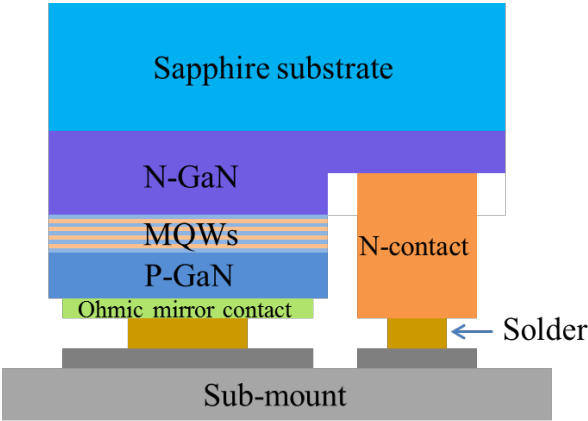 Sapphire substrate
N-GaN
MQWs
N-contact
P-GaN
Ohmic mirror contact
Solder
Sub-mount